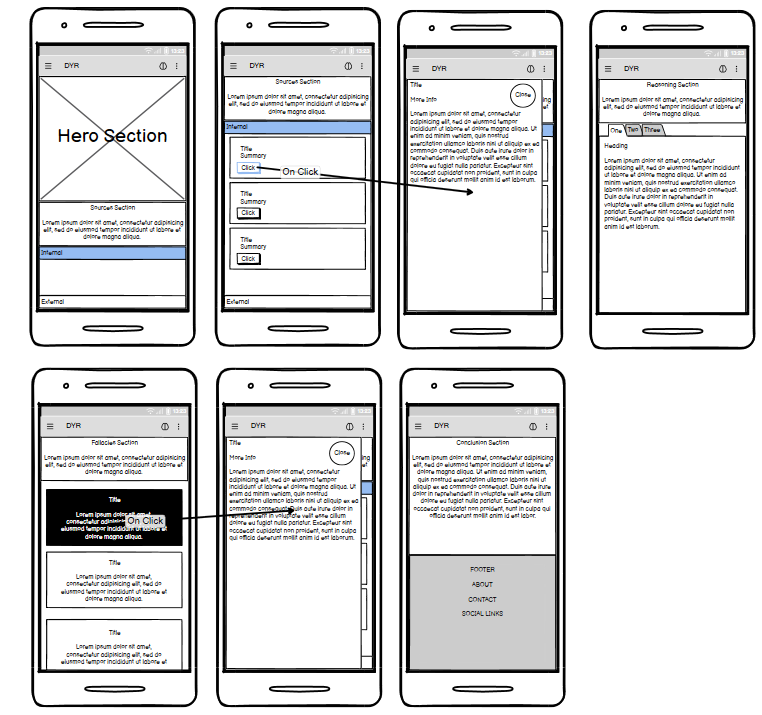 DYR
Hero Section
Sources Section
Lorem ipsum dolor sit amet, consectetur adipisicing
elit, sed do eiusmod tempor incididunt ut labore et
dolore magna aliqua.
Internal
External
DYR
Sources Section
Lorem ipsum dolor sit amet, consectetur adipisicing
elit, sed do eiusmod tempor incididunt ut labore et
dolore magna aliqua.
Internal
Title
Summary
Click
On Click
Title
Summary
Click
Title
Summary
Click
External
DYR
Title
Close
More Info
Lorem ipsum dolor sit amet, consectetur
adipisicing elit, sed do eiusmod tempor
incididunt ut labore et dolore magna aliqua. Ut
enim ad minim veniam, quis nostrud
exercitation ullamco laboris nisi ut aliquip ex ea
commodo consequat. Duis aute irure dolor in
reprehenderit in voluptate velit esse cillum
dolore eu fugiat nulla pariatur. Excepteur sint
occaecat cupidatat non proident, sunt in culpa
qui officia deserunt mollit anim id est laborum.
ing
et
DYR
Reasoning Section
Lorem ipsum dolor sit amet, consectetur adipisicing
elit, sed do eiusmod tempor incididunt ut labore et
dolore magna aliqua.
One Two Three
Heading
Lorem ipsum dolor sit amet, consectetur
adipisicing elit, sed do eiusmod tempor incididunt
ut labore et dolore magna aliqua. Ut enim ad
minim veniam, quis nostrud exercitation ullamco
laboris nisi ut aliquip ex ea commodo consequat.
Duis aute irure dolor in reprehenderit in
voluptate velit esse cillum dolore eu fugiat nulla
pariatur. Excepteur sint occaecat cupidatat non
proident, sunt in culpa qui officia deserunt mollit
anim id est laborum.
DYR
Fallacies Section
Lorem ipsum dolor sit amet, consectetur adipisicing
elit, sed do eiusmod tempor incididunt ut labore et
dolore magna aliqua.
Title
Lorem ipsum dolor sit amet,
consectetur adipisicing elit, sed do
On Click
eiusmod tempor incididunt ut labore et
dolore magna aliqua.
Title
Lorem ipsum dolor sit amet,
consectetur adipisicing elit, sed do
eiusmod tempor incididunt ut labore et
dolore magna aliqua.
Title
Lorem ipsum dolor sit amet,
consectetur adipisicing elit, sed do
eiusmod tempor incididunt ut labore et
DYR
Title
Close
More Info
Lorem ipsum dolor sit amet, consectetur
adipisicing elit, sed do eiusmod tempor
incididunt ut labore et dolore magna aliqua. Ut
enim ad minim veniam, quis nostrud
exercitation ullamco laboris nisi ut aliquip ex ea
commodo consequat. Duis aute irure dolor in
reprehenderit in voluptate velit esse cillum
dolore eu fugiat nulla pariatur. Excepteur sint
occaecat cupidatat non proident, sunt in culpa
qui officia deserunt mollit anim id est laborum.
ing
et
DYR
Conclusion Section
Lorem ipsum dolor sit amet, consectetur adipisicing
elit, sed do eiusmod tempor incididunt ut labore et
dolore magna aliqua. Ut enim ad minim veniam,
quis nostrud exercitation ullamco laboris nisi ut
aliquip ex ea commodo consequat. Duis aute irure
dolor in reprehenderit in voluptate velit esse cillum
dolore eu fugiat nulla pariatur. Excepteur sint
occaecat cupidatat non proident, sunt in culpa qui
officia deserunt mollit anim id est labor.
FOOTER
ABOUT
CONTACT
SOCIAL LINKS